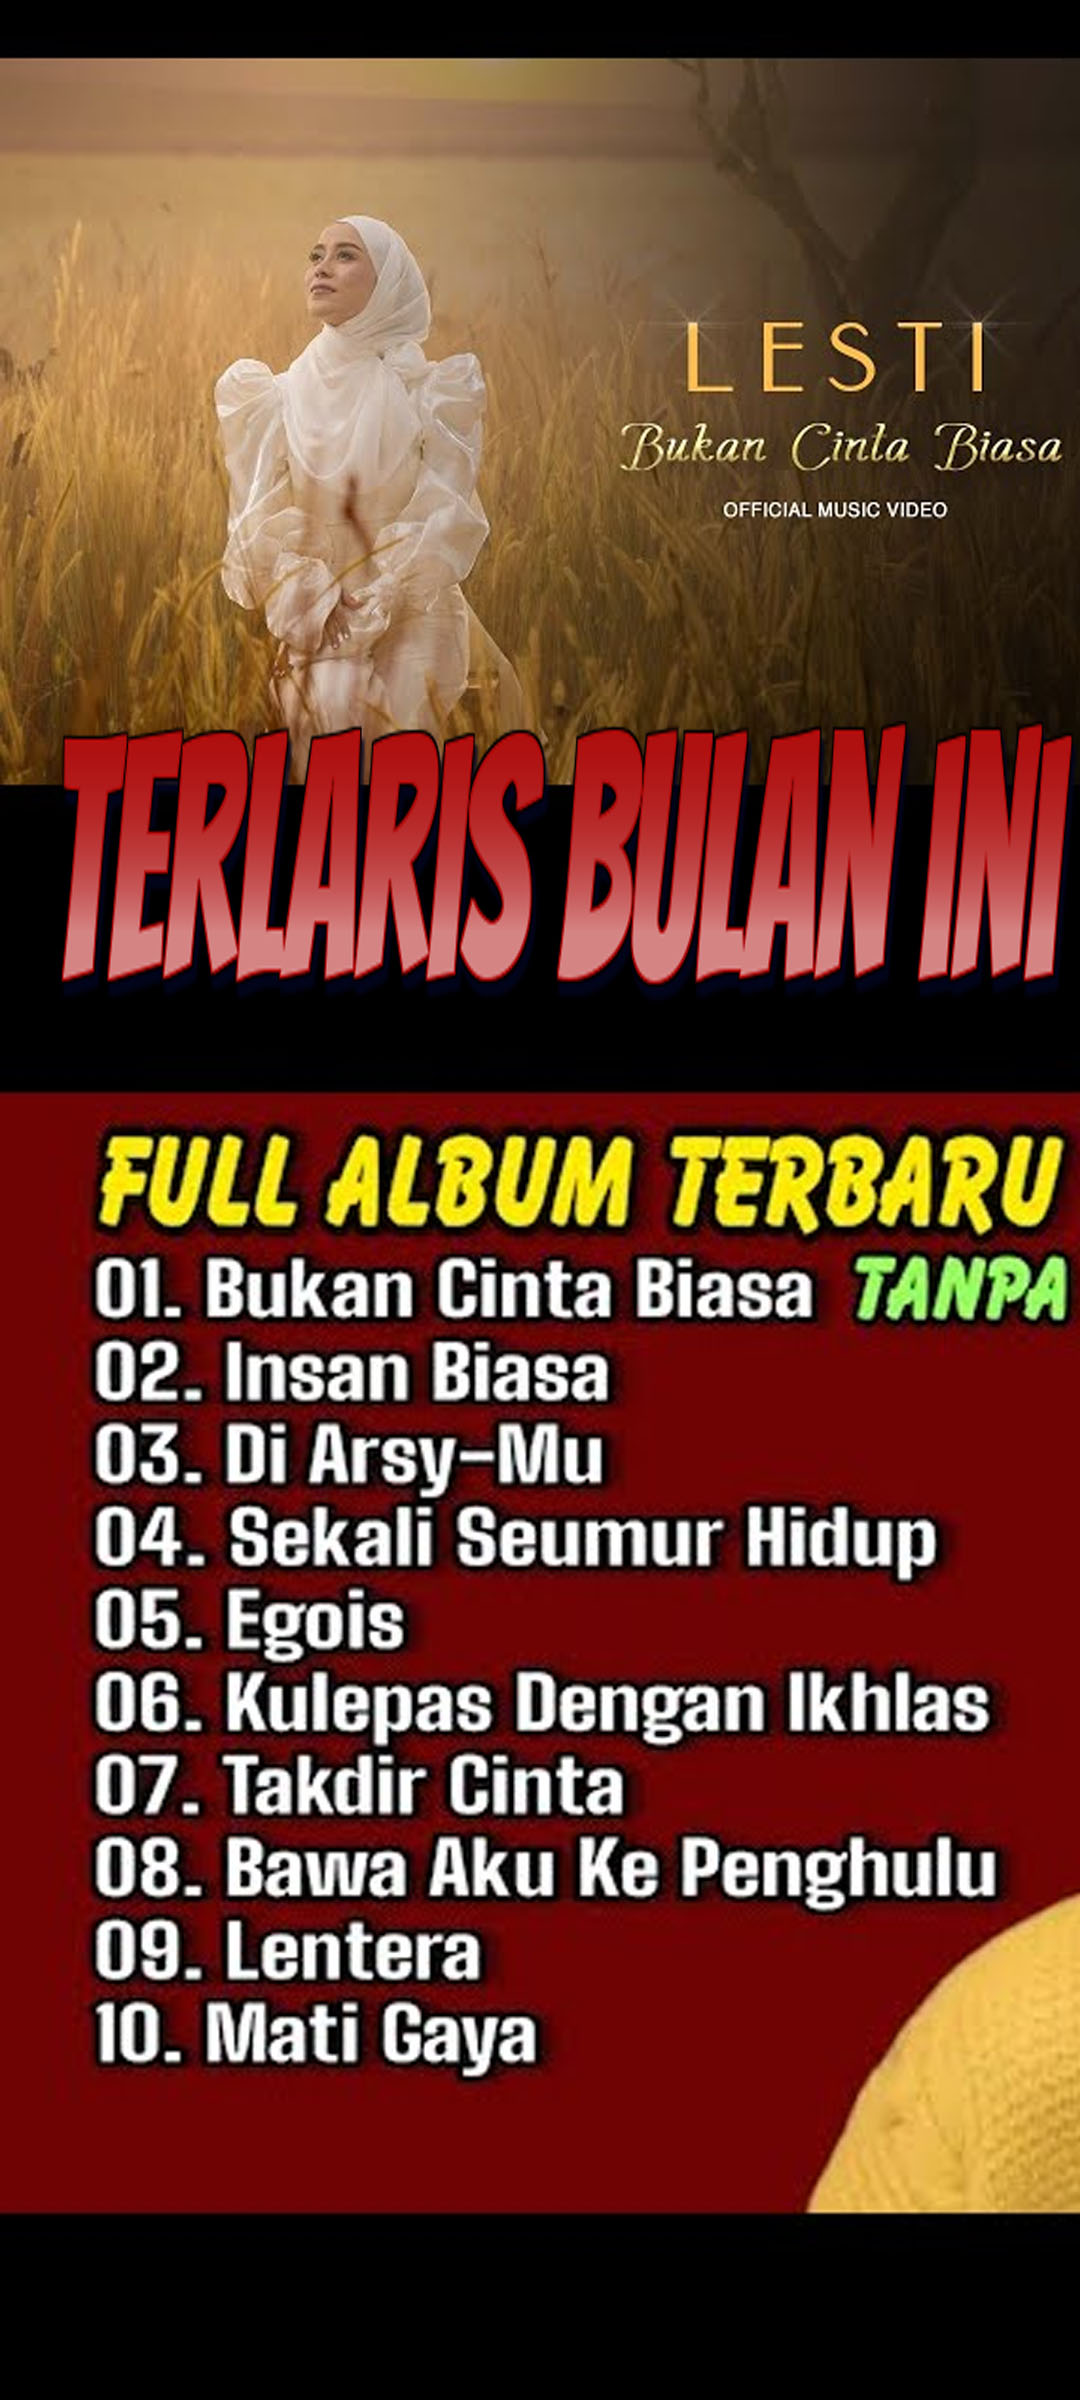 LESTI
Bukan Cinta Biasa
OFFICIAL MUSIC VIDEO
TERLARIS BULAN INI
FULL ALBUM TERBARU
01. Bukan Cinta Biasa TANPA
02. Insan Biasa
03. Di Arsy-Mu
04. Sekali Seumur Hidup
05. Egois
06. Kulepas Dengan Ikhlas
07. Takdir Cinta
08. Bawa Aku Ke Penghulu
09. Lentera
10. Mati Gaya